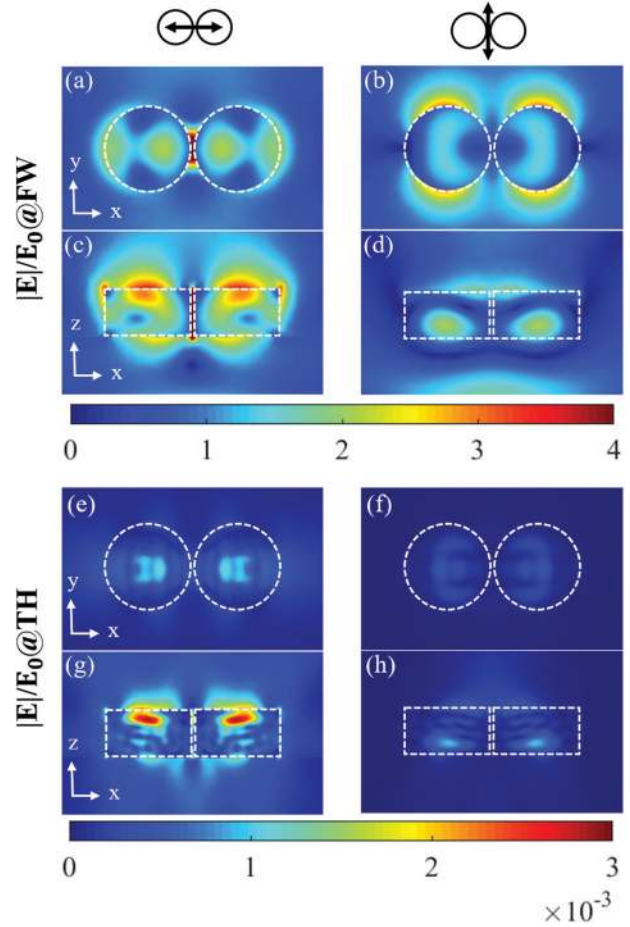 (a)
(b)
y
x
|E|/E₀@FW
(c)
(d)
z
x
0 1 2 3 4
(e)
(f)
y
x
|E|/E₀@TH
(g)
(h)
z
x
0 1 2 3
×10⁻³